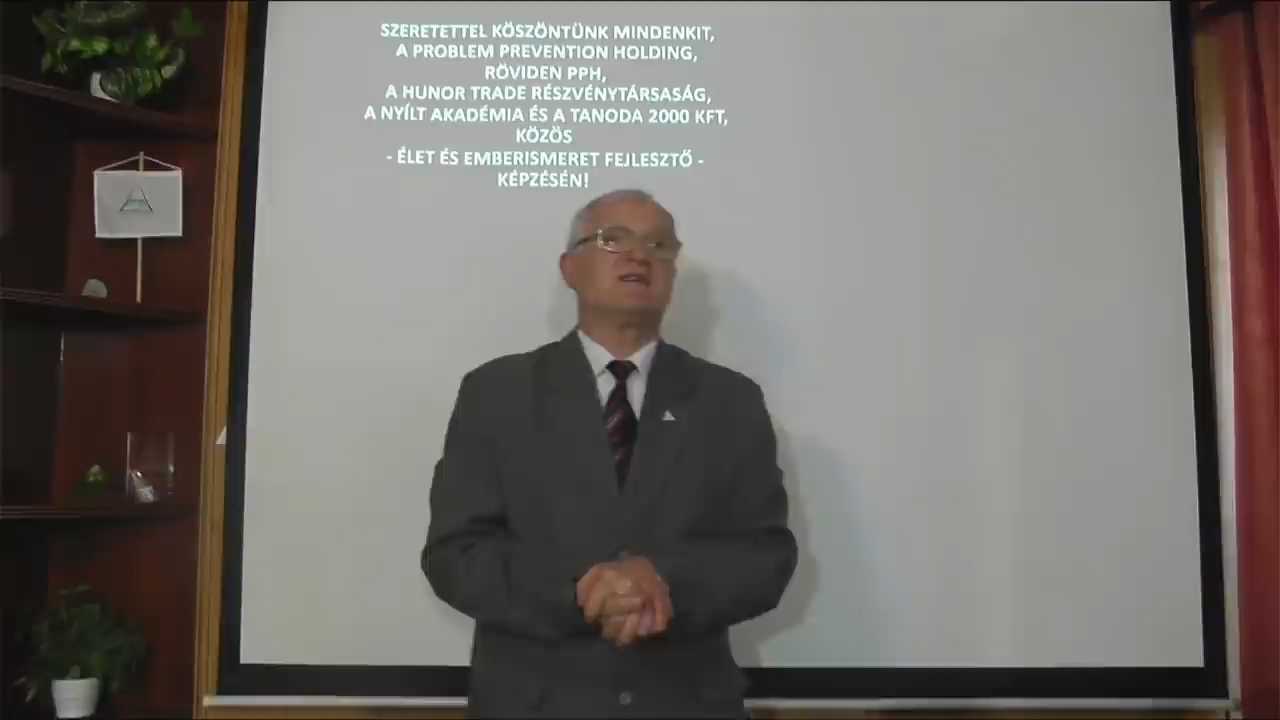 SZERETETTEL KÖSZÖNTÜNK MINDENKIT,
A PROBLEM PREVENTION HOLDING,
RÖVIDEN PPH,
A HUNOR TRADE RÉSZVÉNYTÁRSASÁG,
A NYÍLT AKADÉMIA ÉS A TANODA 2000 KFT,
KÖZÖS
- ÉLET ÉS EMBERISMERET FEJLESZTŐ -
KÉPZÉSÉN!